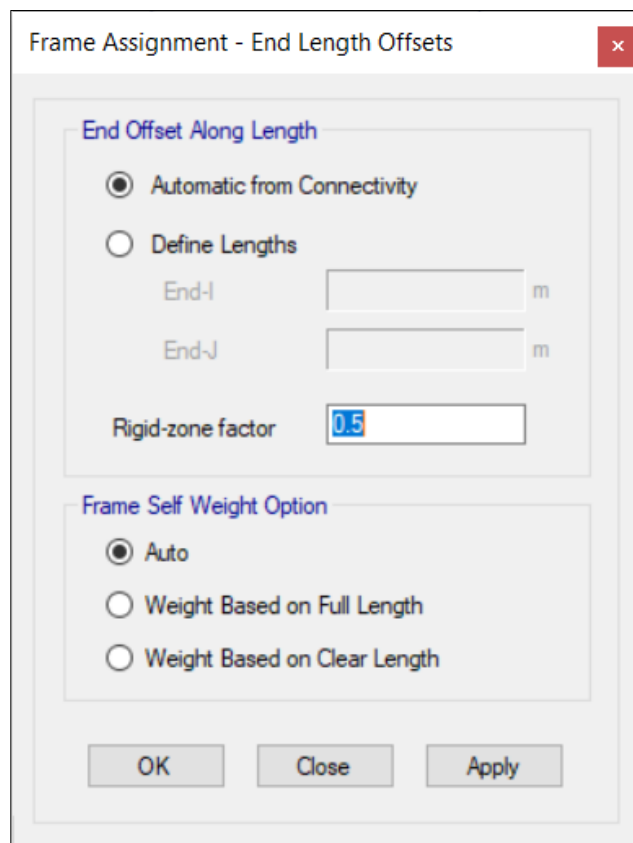 Frame Assignment - End Length Offsets
×
End Offset Along Length
Automatic from Connectivity
Define Lengths
End-I m
End-J m
Rigid-zone factor 0.5
Frame Self Weight Option
Auto
Weight Based on Full Length
Weight Based on Clear Length
OK Close Apply